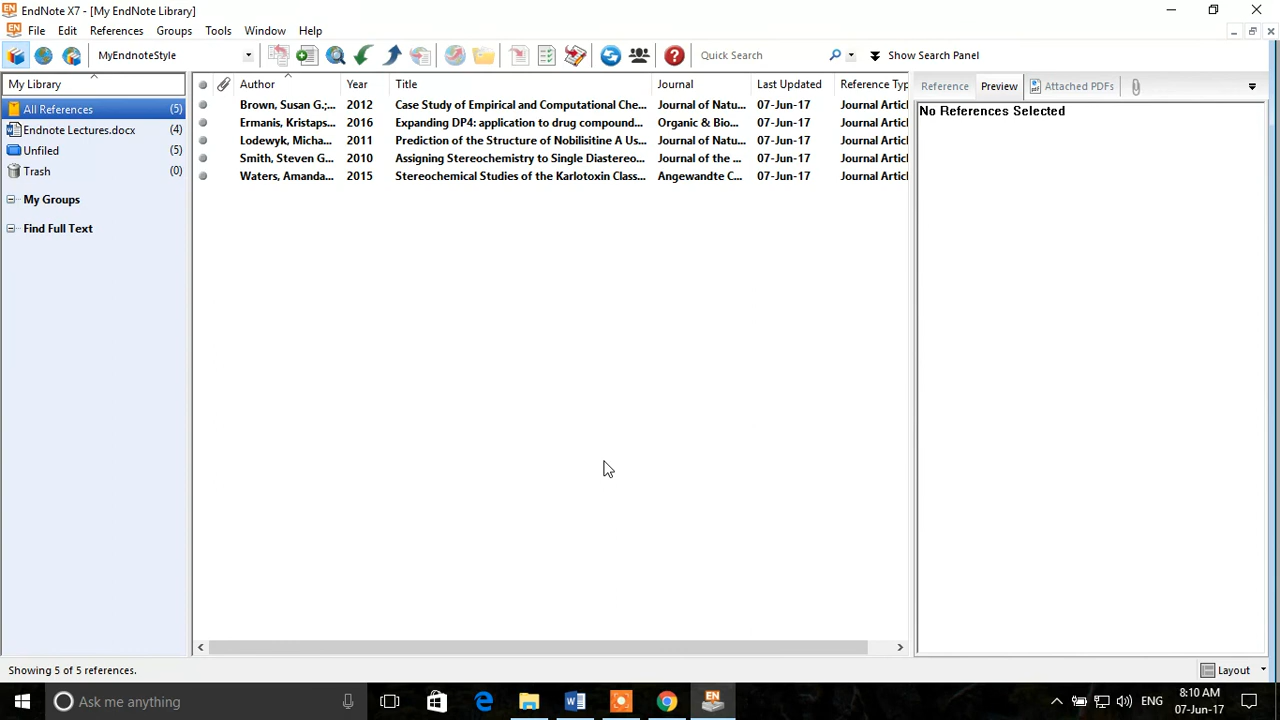 EndNote X7 - [My EndNote Library]
File Edit References Groups Tools Window Help
MyEndnoteStyle Quick Search Show Search Panel
My Library Author Year Title Journal Last Updated Reference Typ Reference Preview Attached PDFs
All References (5) Brown, Susan G.;... 2012 Case Study of Empirical and Computational Che... Journal of Natu... 07-Jun-17 Journal Artic No References Selected
Endnote Lectures.docx (4) Ermanis, Kristaps... 2016 Expanding DP4: application to drug compound... Organic & Bio... 07-Jun-17 Journal Artic
Unfiled (5) Lodewyk, Micha... 2011 Prediction of the Structure of Nobilisitine A Us... Journal of Natu... 07-Jun-17 Journal Artic
Trash (0) Smith, Steven G... 2010 Assigning Stereochemistry to Single Diastereo... Journal of the ... 07-Jun-17 Journal Artic
Waters, Amanda... 2015 Stereochemical Studies of the Karlotoxin Class... Angewandte C... 07-Jun-17 Journal Artic
My Groups
Find Full Text
Showing 5 of 5 references. Layout
Ask me anything ENG 8:10 AM
07-Jun-17